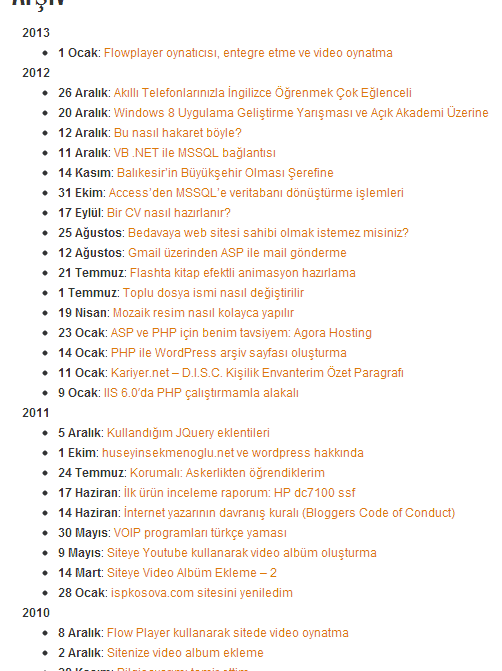 2013
1 Ocak: Flowplayer oynatıcısı, entegre etme ve video oynatma
2012
26 Aralık: Akıllı Telefonlarınızla İngilizce Öğrenmek Çok Eğlenceli
20 Aralık: Windows 8 Uygulama Geliştirme Yarışması ve Açık Akademi Üzerine
12 Aralık: Bu nasıl hakaret böyle?
11 Aralık: VB .NET ile MSSQL bağlantısı
14 Kasım: Balıkesir'in Büyükşehir Olması Şerefine
31 Ekim: Access'den MSSQL'e veritabanı dönüştürme işlemleri
17 Eylül: Bir CV nasıl hazırlanır?
25 Ağustos: Bedavaya web sitesi sahibi olmak istemez misiniz?
12 Ağustos: Gmail üzerinden ASP ile mail gönderme
21 Temmuz: Flashta kitap efektli animasyon hazırlama
1 Temmuz: Toplu dosya ismi nasıl değiştirilir
19 Nisan: Mozaik resim nasıl kolayca yapılır
23 Ocak: ASP ve PHP için benim tavsiyem: Agora Hosting
14 Ocak: PHP ile WordPress arşiv sayfası oluşturma
11 Ocak: Kariyer.net – D.I.S.C. Kişilik Envanterim Özet Paragrafı
9 Ocak: IIS 6.0'da PHP çalıştırmamla alakalı
2011
5 Aralık: Kullandığım JQuery eklentileri
1 Ekim: huseyinsekmenoglu.net ve wordpress hakkında
24 Temmuz: Korumalı: Askerlikten öğrendiklerim
17 Haziran: İlk ürün inceleme raporum: HP dc7100 ssf
14 Haziran: İnternet yazarının davranış kuralı (Bloggers Code of Conduct)
30 Mayıs: VOIP programları türkçe yaması
9 Mayıs: Siteye Youtube kullanarak video albüm oluşturma
14 Mart: Siteye Video Albüm Ekleme – 2
28 Ocak: ispkosova.com sitesini yeniledim
2010
8 Aralık: Flow Player kullanarak sitede video oynatma
2 Aralık: Sitenize video album ekleme